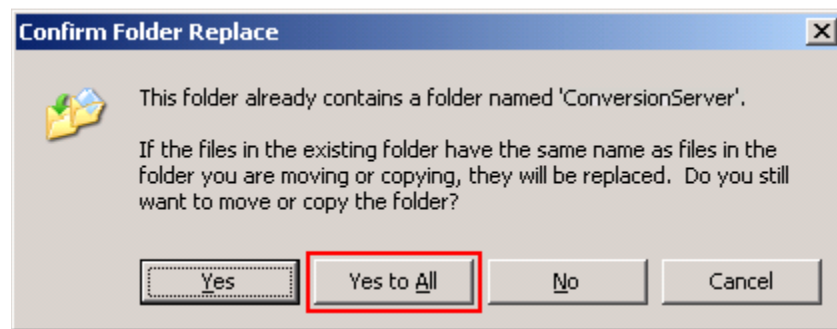 Confirm Folder Replace
This folder already contains a folder named 'ConversionServer'.
If the files in the existing folder have the same name as files in the
folder you are moving or copying, they will be replaced.  Do you still
want to move or copy the folder?
Yes
Yes to All
No
Cancel